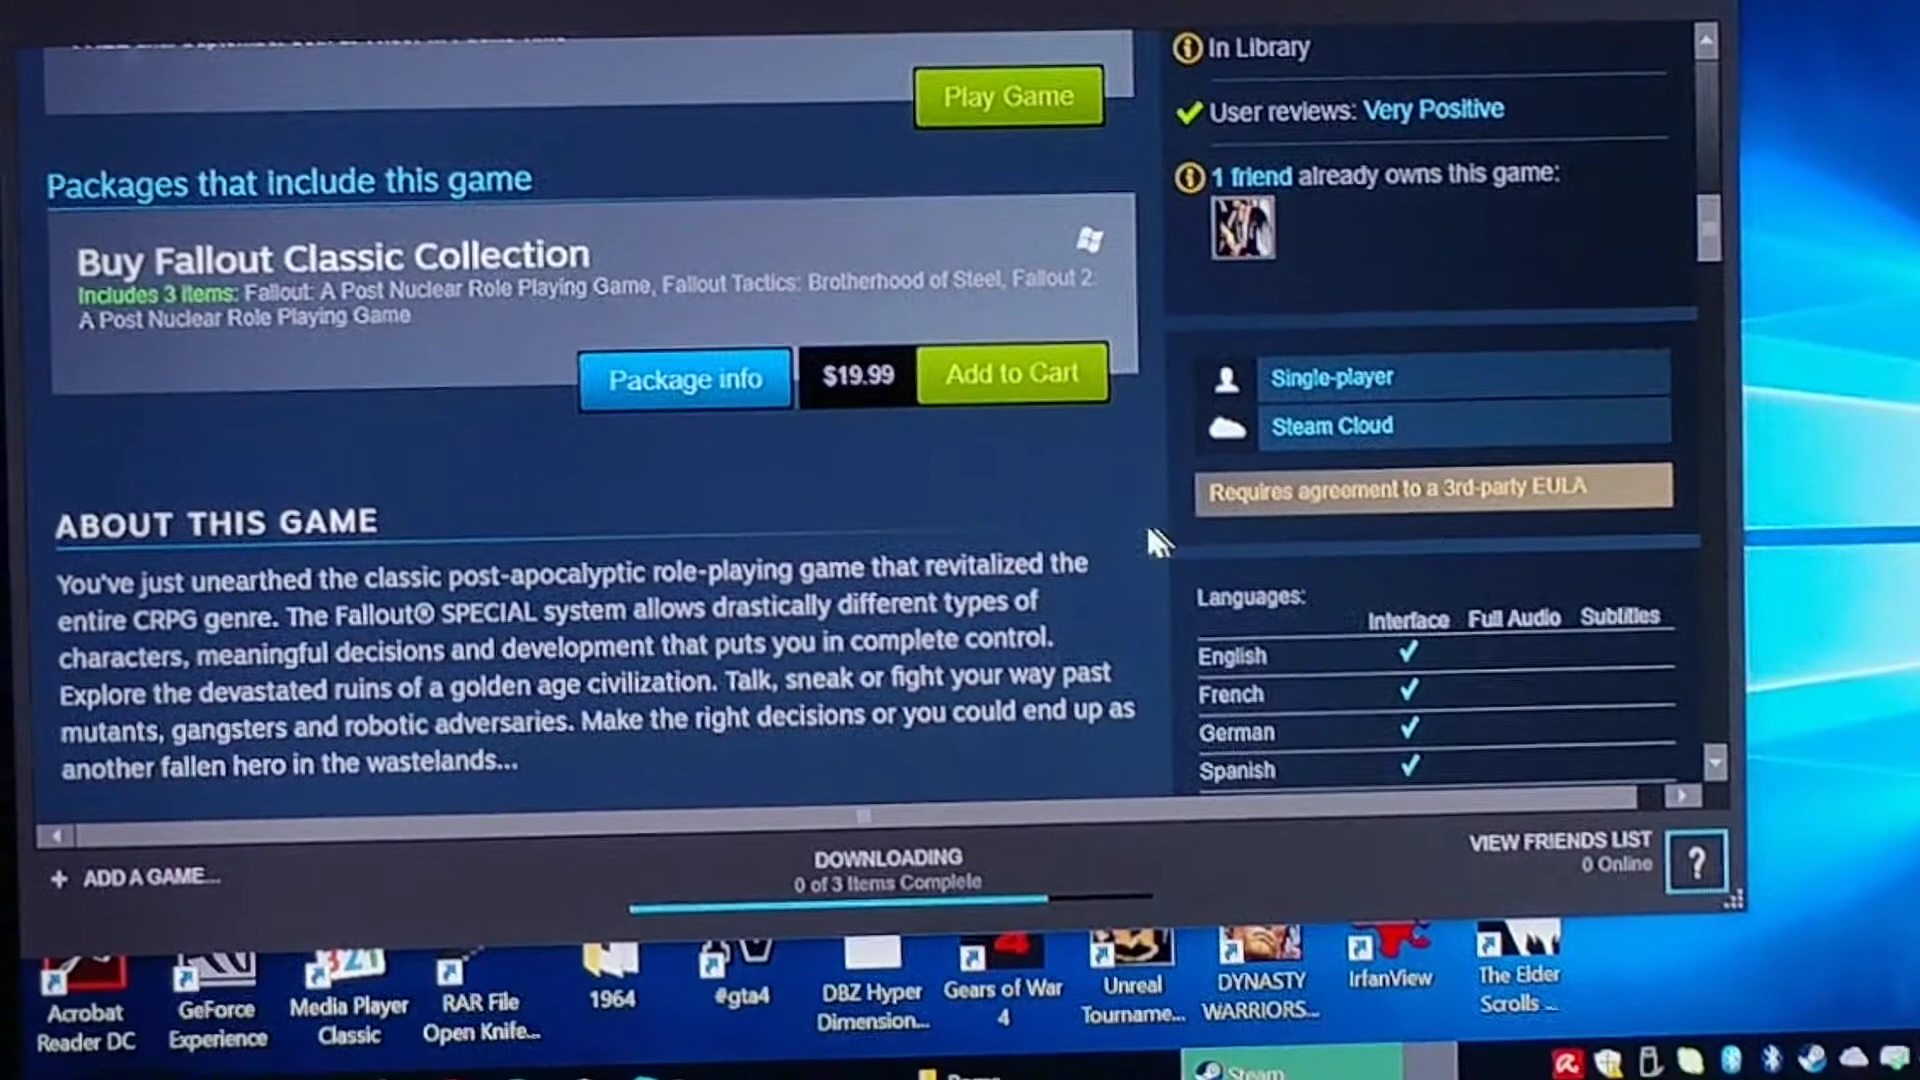 In Library
Play Game
User reviews: Very Positive
Packages that include this game
1 friend already owns this game:
Buy Fallout Classic Collection
Includes 3 items: Fallout: A Post Nuclear Role Playing Game, Fallout Tactics: Brotherhood of Steel, Fallout 2:
A Post Nuclear Role Playing Game
Package info
$19.99
Add to Cart
Single-player
Steam Cloud
Requires agreement to a 3rd-party EULA
ABOUT THIS GAME
You've just unearthed the classic post-apocalyptic role-playing game that revitalized the
entire CRPG genre. The Fallout® SPECIAL system allows drastically different types of
characters, meaningful decisions and development that puts you in complete control.
Explore the devastated ruins of a golden age civilization. Talk, sneak or fight your way past
mutants, gangsters and robotic adversaries. Make the right decisions or you could end up as
another fallen hero in the wastelands...
Languages:
Interface Full Audio Subtitles
English
French
German
Spanish
+ ADD A GAME...
DOWNLOADING
0 of 3 Items Complete
VIEW FRIENDS LIST
0 Online
?
321
IV
4
Acrobat
Reader DC
GeForce
Experience
Media Player
Classic
RAR File
Open Knife...
1964
@gta4
DBZ Hyper
Dimension...
Gears of War
4
Unreal
Tourname...
DYNASTY
WARRIORS...
IrfanView
The Elder
Scrolls ...
Steam